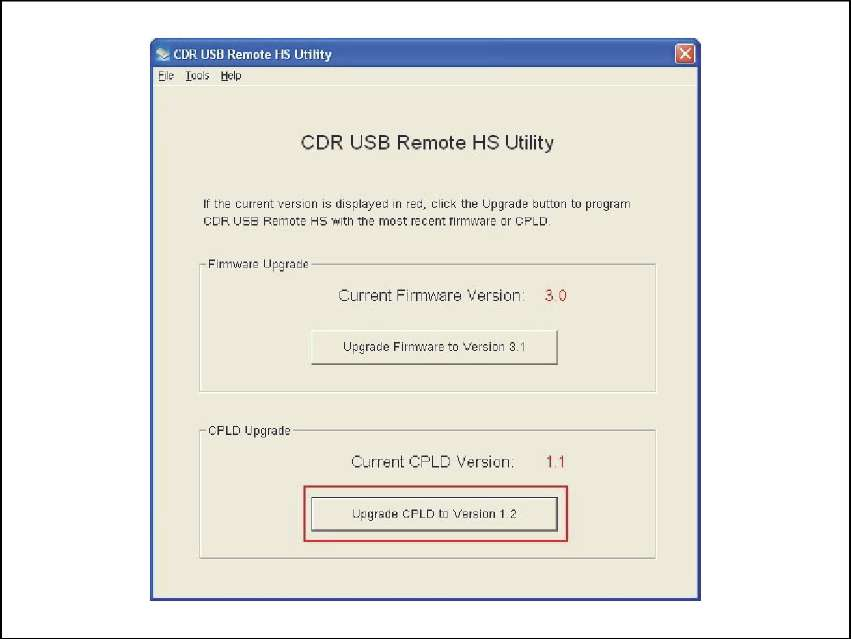 CDR USB Remote HS Utility
File Tools Help
CDR USB Remote HS Utility
If the current version is displayed in red, click the Upgrade button to program
CDR USB Remote HS with the most recent firmware or CPLD.
Firmware Upgrade
Current Firmware Version: 3.0
Upgrade Firmware to Version 3.1
CPLD Upgrade
Current CPLD Version: 1.1
Upgrade CPLD to Version 1.2